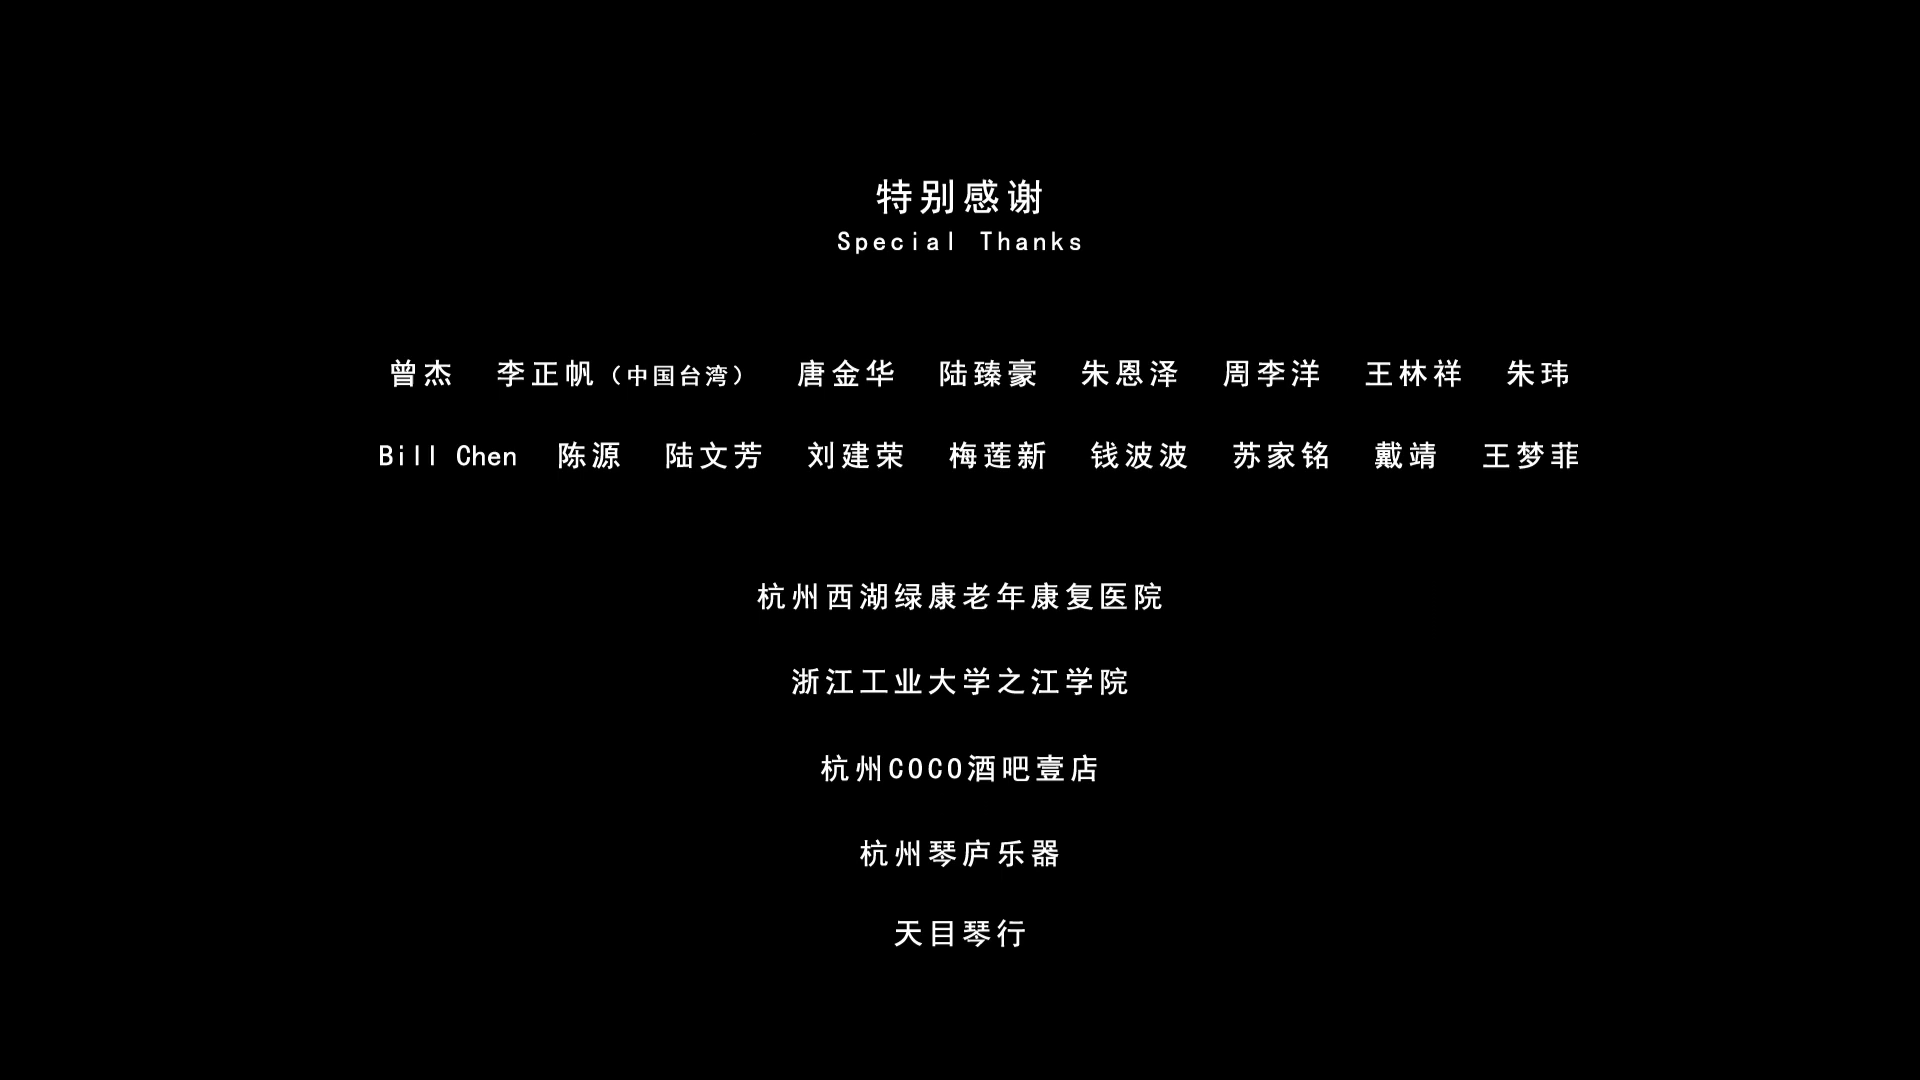 特别感谢
Special Thanks
曾杰 李正帆（中国台湾） 唐金华 陆臻豪 朱恩泽 周李洋 王林祥 朱玮
Bill Chen 陈源 陆文芳 刘建荣 梅莲新 钱波波 苏家铭 戴靖 王梦菲
杭州西湖绿康老年康复医院
浙江工业大学之江学院
杭州COCO酒吧壹店
杭州琴庐乐器
天目琴行